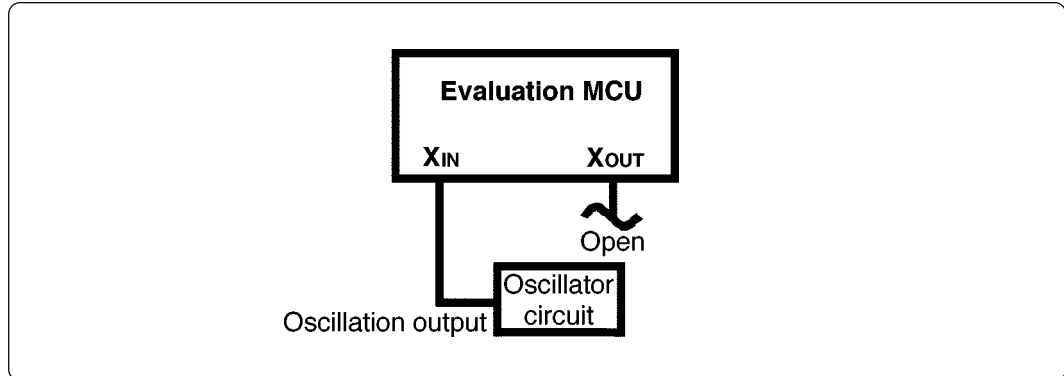 Evaluation MCU
XIN XOUT
Open
Oscillator
circuit
Oscillation output